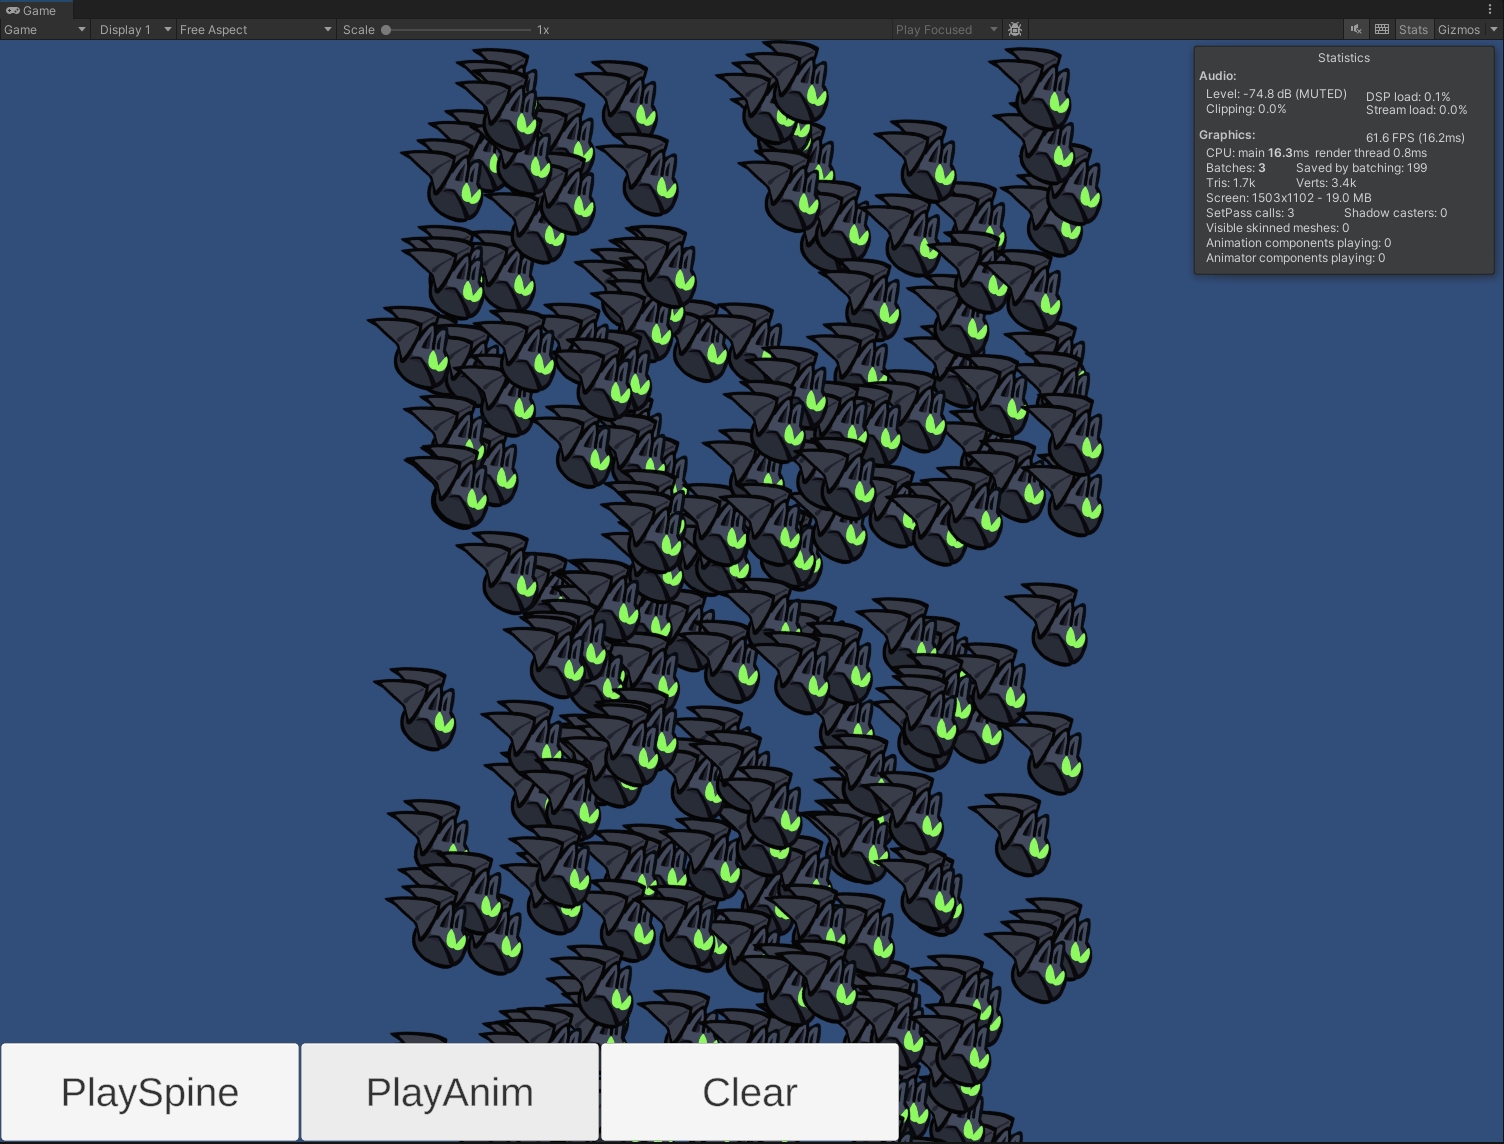 Game
Game Display 1 Free Aspect Scale 1x Play Focused Stats Gizmos
Statistics
Audio:
Level: -74.8 dB (MUTED) DSP load: 0.1%
Clipping: 0.0% Stream load: 0.0%
Graphics: 61.6 FPS (16.2ms)
CPU: main 16.3ms render thread 0.8ms
Batches: 3 Saved by batching: 199
Tris: 1.7k Verts: 3.4k
Screen: 1503x1102 - 19.0 MB
SetPass calls: 3 Shadow casters: 0
Visible skinned meshes: 0
Animation components playing: 0
Animator components playing: 0
PlaySpine PlayAnim Clear